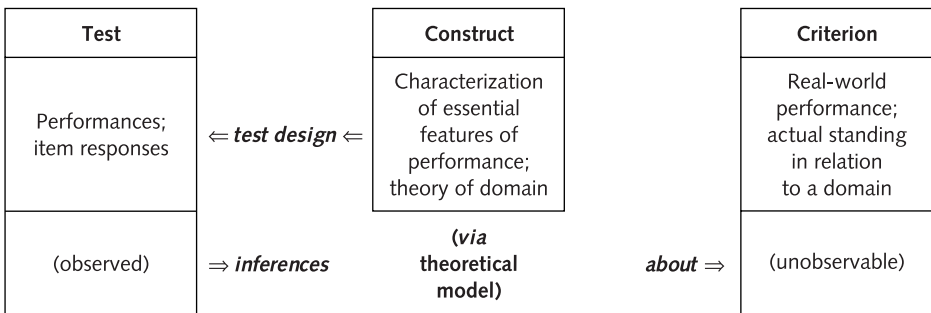 Test
Construct
Criterion
Performances;
item responses
⇐ test design ⇐
Characterization
of essential
features of
performance;
theory of domain
Real-world
performance;
actual standing
in relation
to a domain
(observed)
⇒ inferences
(via
theoretical
model)
about ⇒
(unobservable)